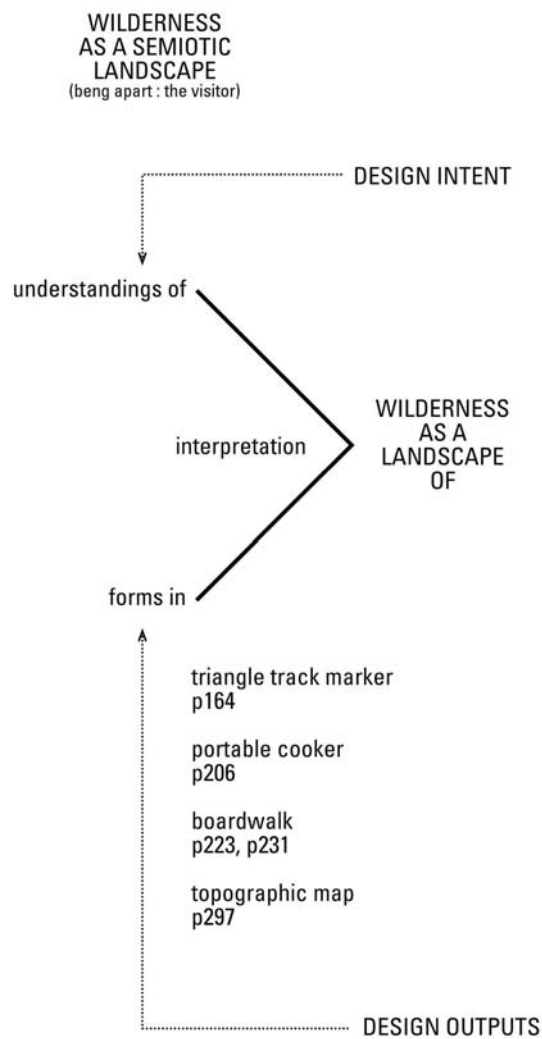 WILDERNESS
AS A SEMIOTIC
LANDSCAPE
(beng apart : the visitor)
DESIGN INTENT
understandings of
interpretation
WILDERNESS
AS A
LANDSCAPE
OF
forms in
triangle track marker
p164
portable cooker
p206
boardwalk
p223, p231
topographic map
p297
DESIGN OUTPUTS